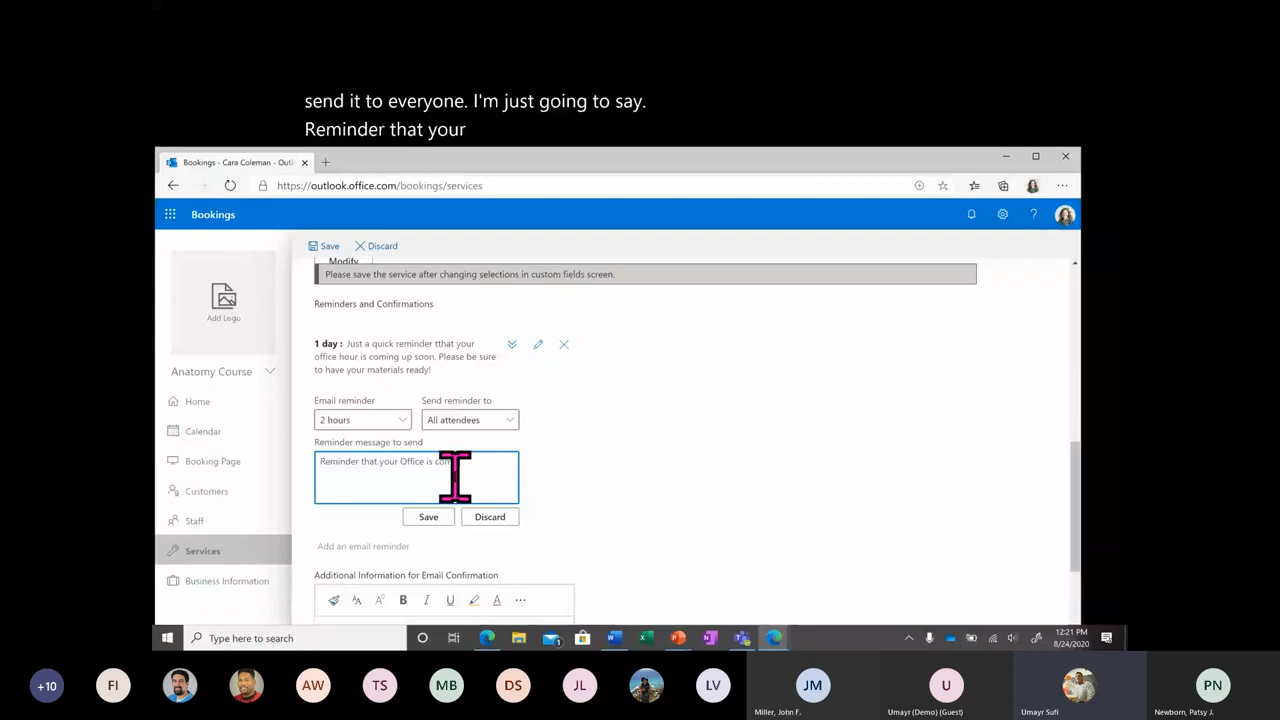 send it to everyone. I'm just going to say.
Reminder that your
Bookings - Cara Coleman - Outl
https://outlook.office.com/bookings/services
Bookings
Save
Discard
Add Logo
Modify
Please save the service after changing selections in custom fields screen.
Reminders and Confirmations
1 day : Just a quick reminder tthat your
office hour is coming up soon. Please be sure
to have your materials ready!
Anatomy Course
Home
Calendar
Booking Page
Customers
Staff
Services
Business Information
Email reminder
Send reminder to
2 hours
All attendees
Reminder message to send
Reminder that your Office is com
Save
Discard
Add an email reminder
Additional Information for Email Confirmation
B I U A ...
Type here to search
12:21 PM
8/24/2020
+10
FI
AW
TS
MB
DS
JL
LV
JM
Miller, John F.
U
Umayr (Demo) (Guest)
Umayr Sufi
PN
Newborn, Patsy J.